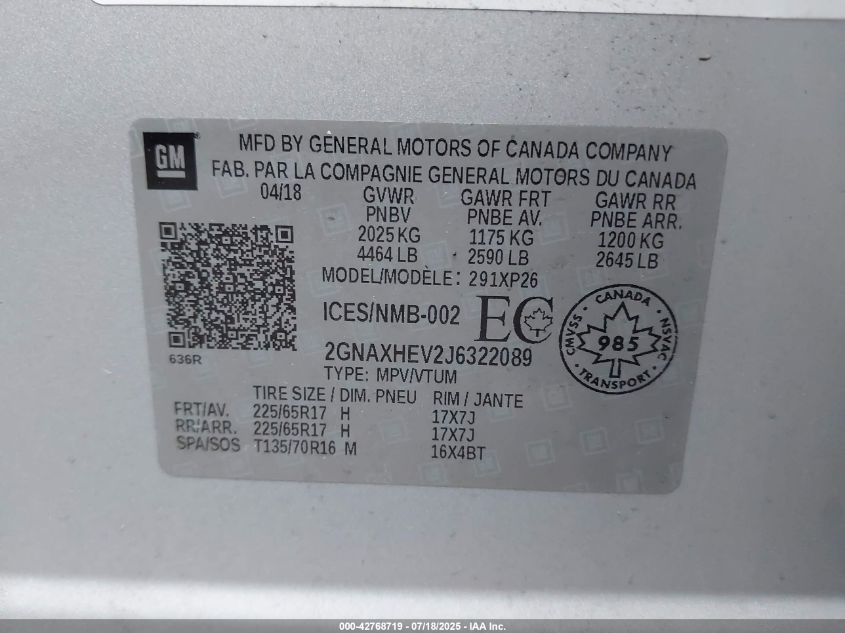 GM
MFD BY GENERAL MOTORS OF CANADA COMPANY
FAB. PAR LA COMPAGNIE GENERAL MOTORS DU CANADA
04/18 GVWR GAWR FRT GAWR RR
PNBV PNBE AV. PNBE ARR.
2025 KG 1175 KG 1200 KG
4464 LB 2590 LB 2645 LB
MODEL/MODÈLE: 291XP26
ICES/NMB-002 EC
636R
2GNAXHEV2J6322089
TYPE: MPV/VTUM
CANADA
CMVSS 985 NSVAC
TRANSPORT
TIRE SIZE / DIM. PNEU RIM / JANTE
FRT/AV. 225/65R17 H 17X7J
RR/ARR. 225/65R17 H 17X7J
SPA/SOS T135/70R16 M 16X4BT
000-42768719 - 07/18/2025 - IAA Inc.